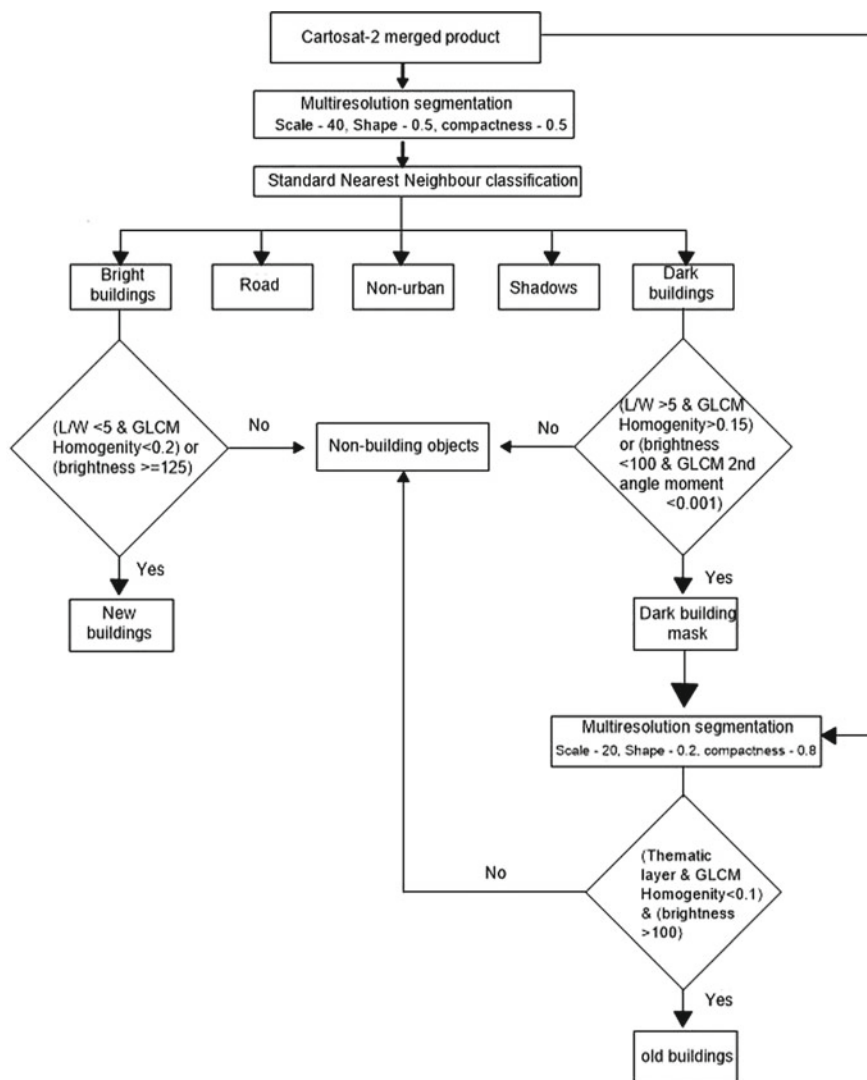 Cartosat-2 merged product
Multiresolution segmentation
Scale - 40, Shape - 0.5, compactness - 0.5
Standard Nearest Neighbour classification
Bright
buildings
Road
Non-urban
Shadows
Dark
buildings
(L/W <5 & GLCM
Homogenity<0.2) or
(brightness >=125)
No
Non-building objects
No
(L/W >5 & GLCM
Homogenity>0.15)
or (brightness
<100 & GLCM 2nd
angle moment
<0.001)
Yes
New
buildings
Yes
Dark building
mask
Multiresolution segmentation
Scale - 20, Shape - 0.2, compactness - 0.8
No
(Thematic
layer & GLCM
Homogenity<0.1)
& (brightness
>100)
Yes
old buildings